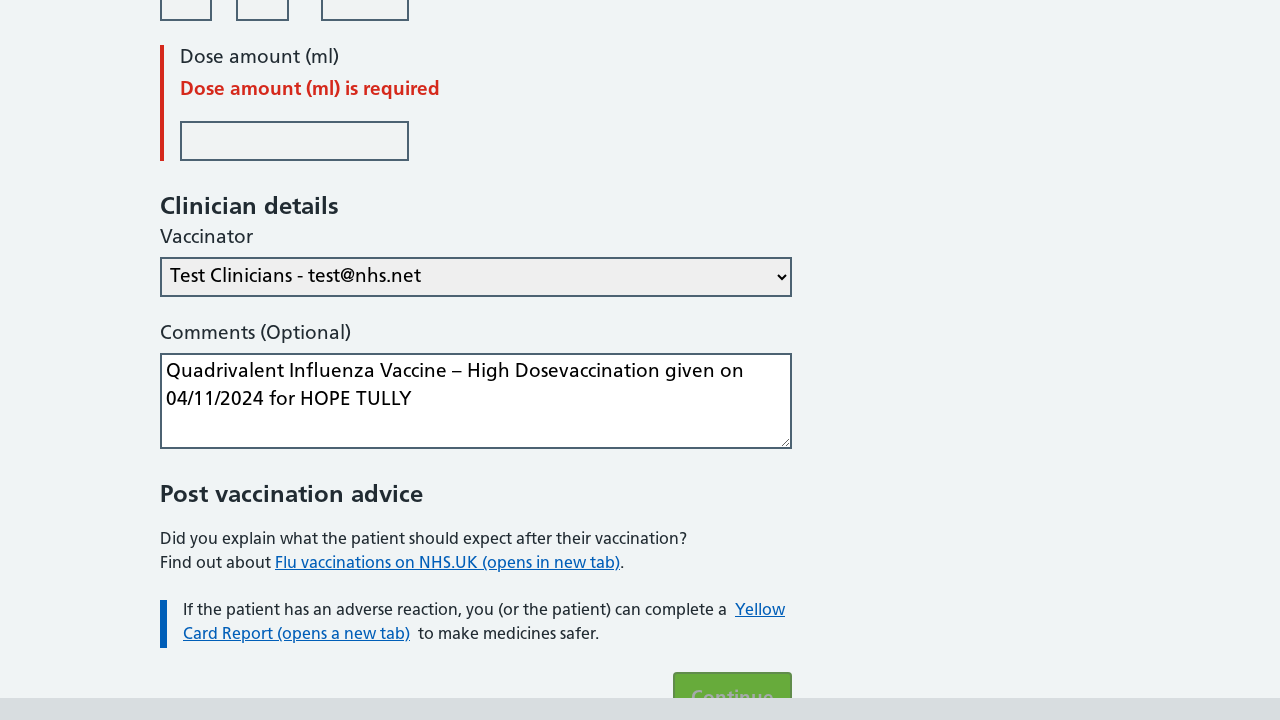 Dose amount (ml)
Dose amount (ml) is required
Clinician details
Vaccinator
Test Clinicians - test@nhs.net
Comments (Optional)
Quadrivalent Influenza Vaccine – High Dosevaccination given on
04/11/2024 for HOPE TULLY
Post vaccination advice
Did you explain what the patient should expect after their vaccination?
Find out about Flu vaccinations on NHS.UK (opens in new tab).
If the patient has an adverse reaction, you (or the patient) can complete a Yellow
Card Report (opens a new tab) to make medicines safer.
Continue